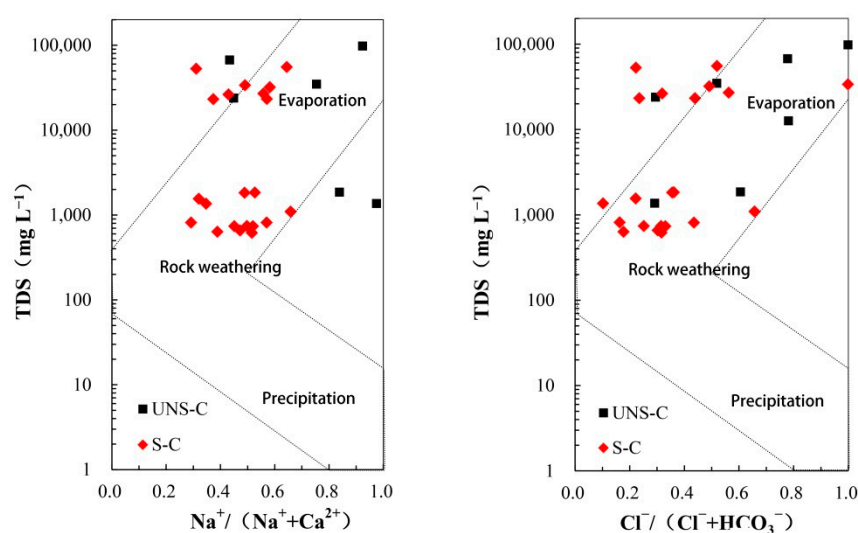 100,000
10,000
1,000
100
10
1
TDS（mg L⁻¹）
Evaporation
Rock weathering
Precipitation
UNS-C
S-C
0.0 0.2 0.4 0.6 0.8 1.0
Na⁺/（Na⁺+Ca²⁺）
100,000
10,000
1,000
100
10
1
TDS（mg L⁻¹）
Evaporation
Rock weathering
Precipitation
UNS-C
S-C
0.0 0.2 0.4 0.6 0.8 1.0
Cl⁻/（Cl⁻+HCO₃⁻）